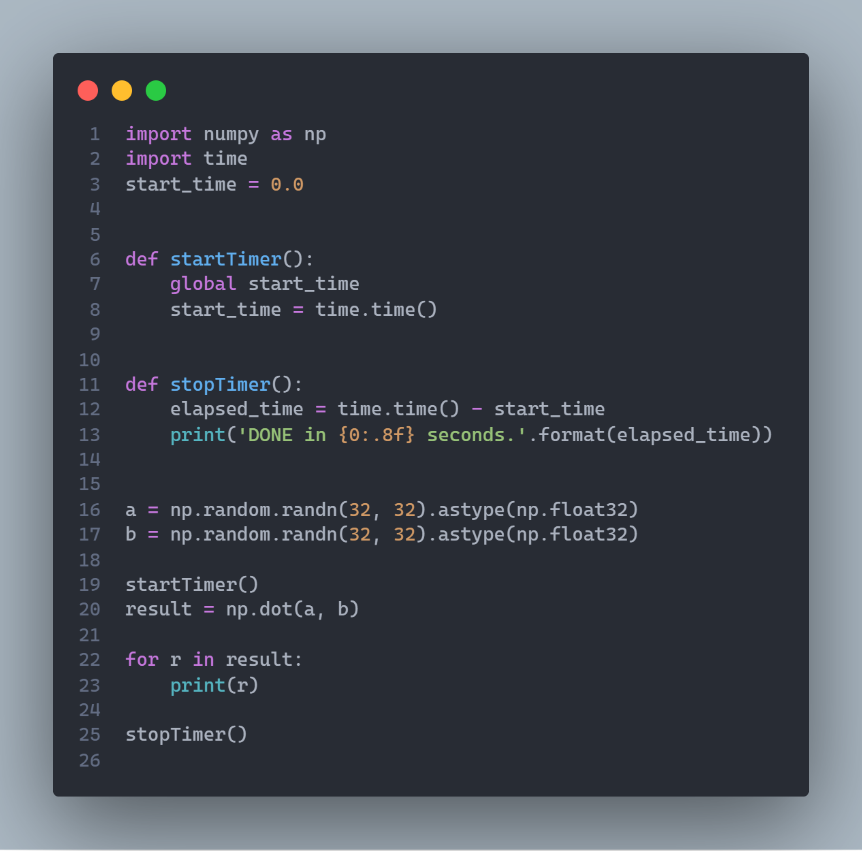 1 import numpy as np
2 import time
3 start_time = 0.0
4
5
6 def startTimer():
7     global start_time
8     start_time = time.time()
9
10
11 def stopTimer():
12     elapsed_time = time.time() - start_time
13     print('DONE in {0:.8f} seconds.'.format(elapsed_time))
14
15
16 a = np.random.randn(32, 32).astype(np.float32)
17 b = np.random.randn(32, 32).astype(np.float32)
18
19 startTimer()
20 result = np.dot(a, b)
21
22 for r in result:
23     print(r)
24
25 stopTimer()
26